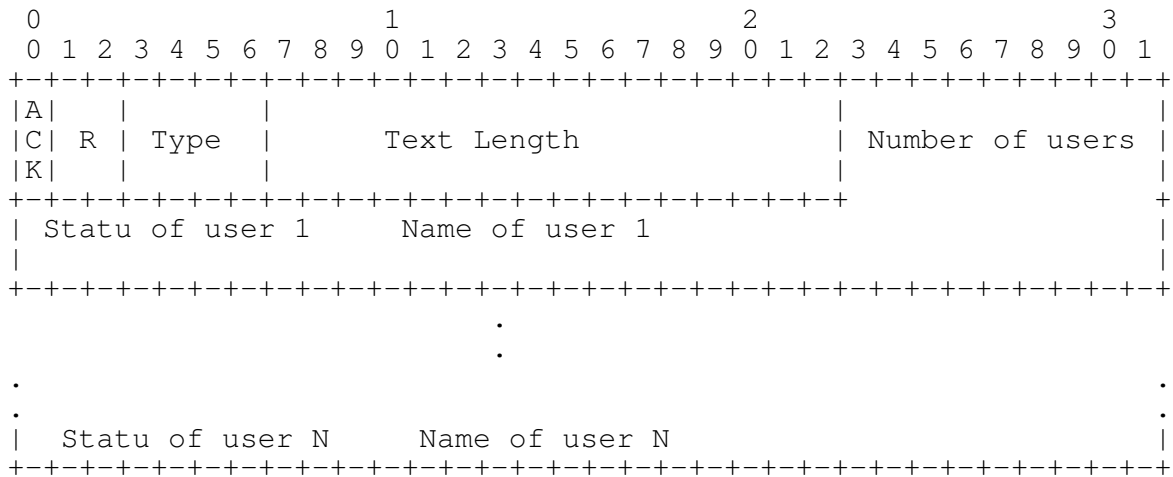 0                   1                   2                   3
 0 1 2 3 4 5 6 7 8 9 0 1 2 3 4 5 6 7 8 9 0 1 2 3 4 5 6 7 8 9 0 1
+-+-+-+-+-+-+-+-+-+-+-+-+-+-+-+-+-+-+-+-+-+-+-+-+-+-+-+-+-+-+-+-+
|A|   |       |                               |                 |
|C| R | Type  |      Text Length              | Number of users |
|K|   |       |                               |                 |
+-+-+-+-+-+-+-+-+-+-+-+-+-+-+-+-+-+-+-+-+-+-+-+                 +
| Statu of user 1     Name of user 1                            |
|                                                               |
+-+-+-+-+-+-+-+-+-+-+-+-+-+-+-+-+-+-+-+-+-+-+-+-+-+-+-+-+-+-+-+-+
                           .
                           .
.                                                               .
.                                                               .
|  Statu of user N     Name of user N                           |
+-+-+-+-+-+-+-+-+-+-+-+-+-+-+-+-+-+-+-+-+-+-+-+-+-+-+-+-+-+-+-+-+